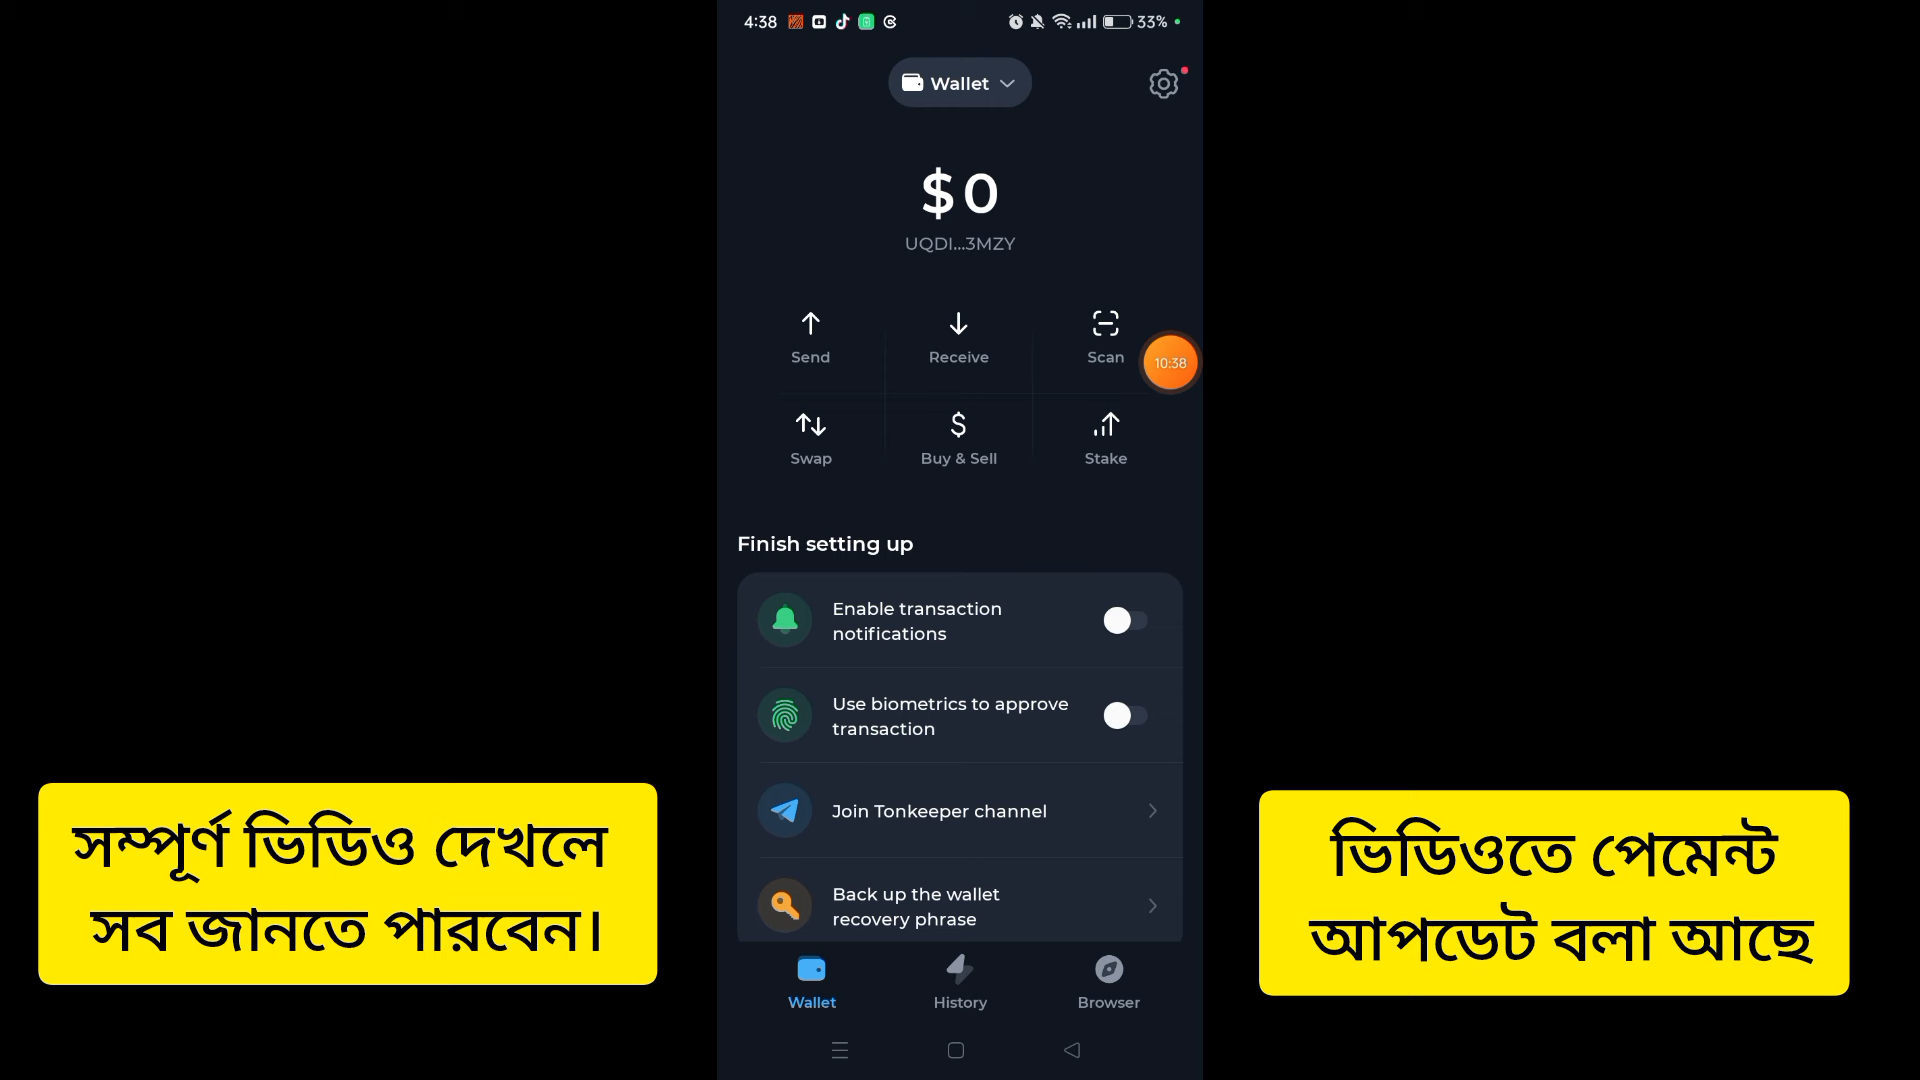 4:38
33%
Wallet
$0
UQDI...3MZY
Send
Receive
Scan
10:38
Swap
Buy & Sell
Stake
Finish setting up
Enable transaction
notifications
Use biometrics to approve
transaction
Join Tonkeeper channel
Back up the wallet
recovery phrase
Wallet
History
Browser
সম্পূর্ণ ভিডিও দেখলে
সব জানতে পারবেন।
ভিডিওতে পেমেন্ট
আপডেট বলা আছে